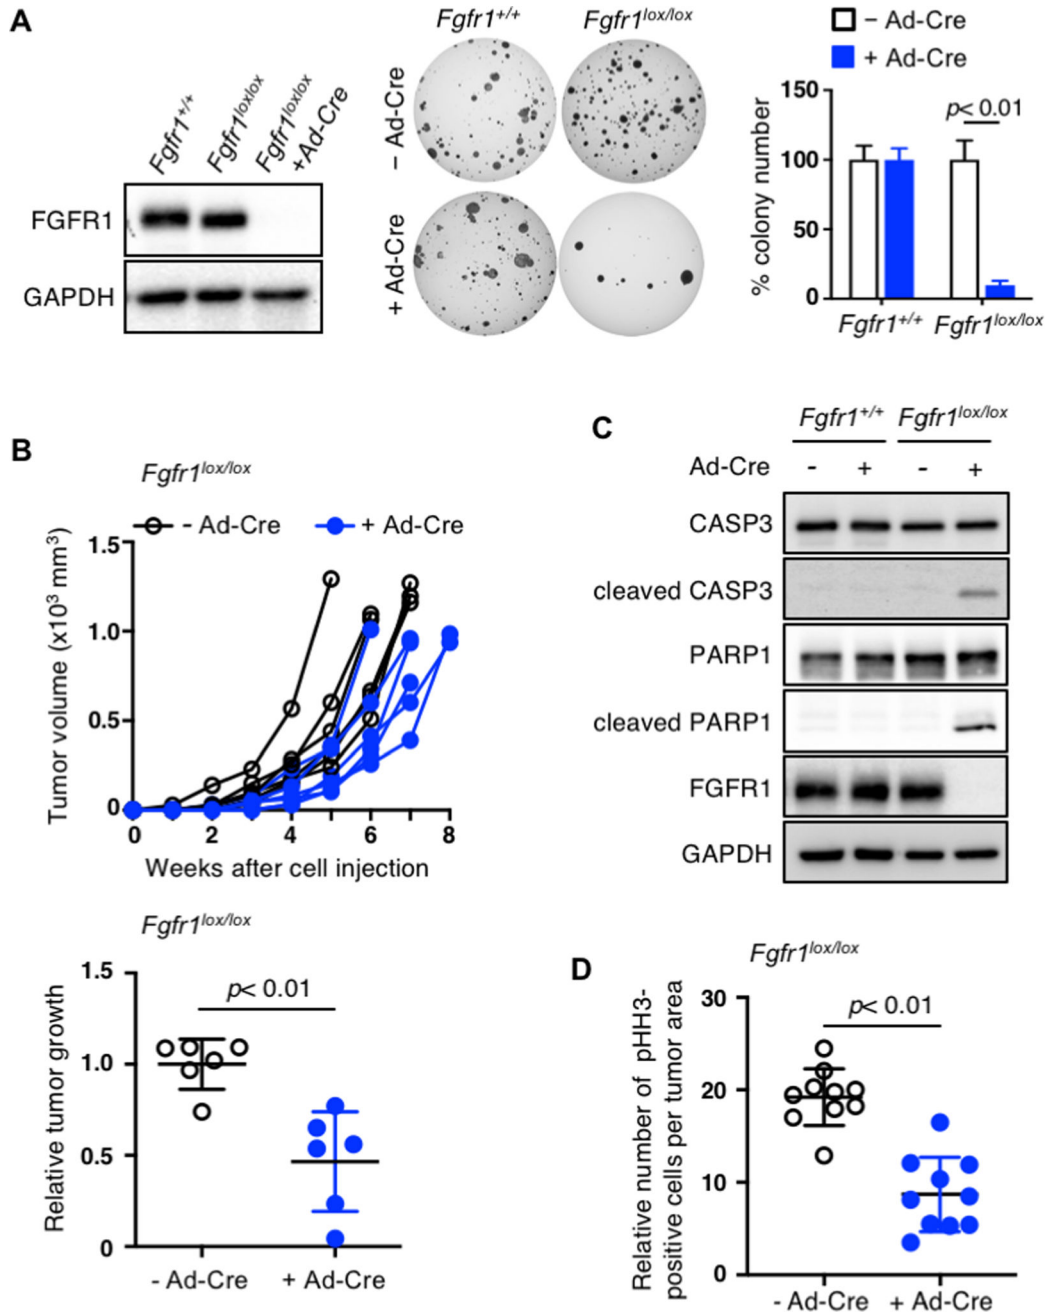 A
Fgfr1+/+
Fgfr1lox/lox
Fgfr1lox/lox
+Ad-Cre
FGFR1
GAPDH
Fgfr1+/+ Fgfr1lox/lox
− Ad-Cre
+ Ad-Cre
− Ad-Cre
+ Ad-Cre
% colony number
150
100
50
0
p< 0.01
Fgfr1+/+ Fgfr1lox/lox
B
Fgfr1lox/lox
- Ad-Cre + Ad-Cre
Tumor volume (x10³ mm³)
1.5
1.0
0.5
0
0 2 4 6 8
Weeks after cell injection
Fgfr1lox/lox
Relative tumor growth
1.5
1.0
0.5
0
p< 0.01
- Ad-Cre + Ad-Cre
C
Fgfr1+/+ Fgfr1lox/lox
Ad-Cre - + - +
CASP3
cleaved CASP3
PARP1
cleaved PARP1
FGFR1
GAPDH
D
Fgfr1lox/lox
Relative number of pHH3-
positive cells per tumor area
30
20
10
0
p< 0.01
- Ad-Cre + Ad-Cre